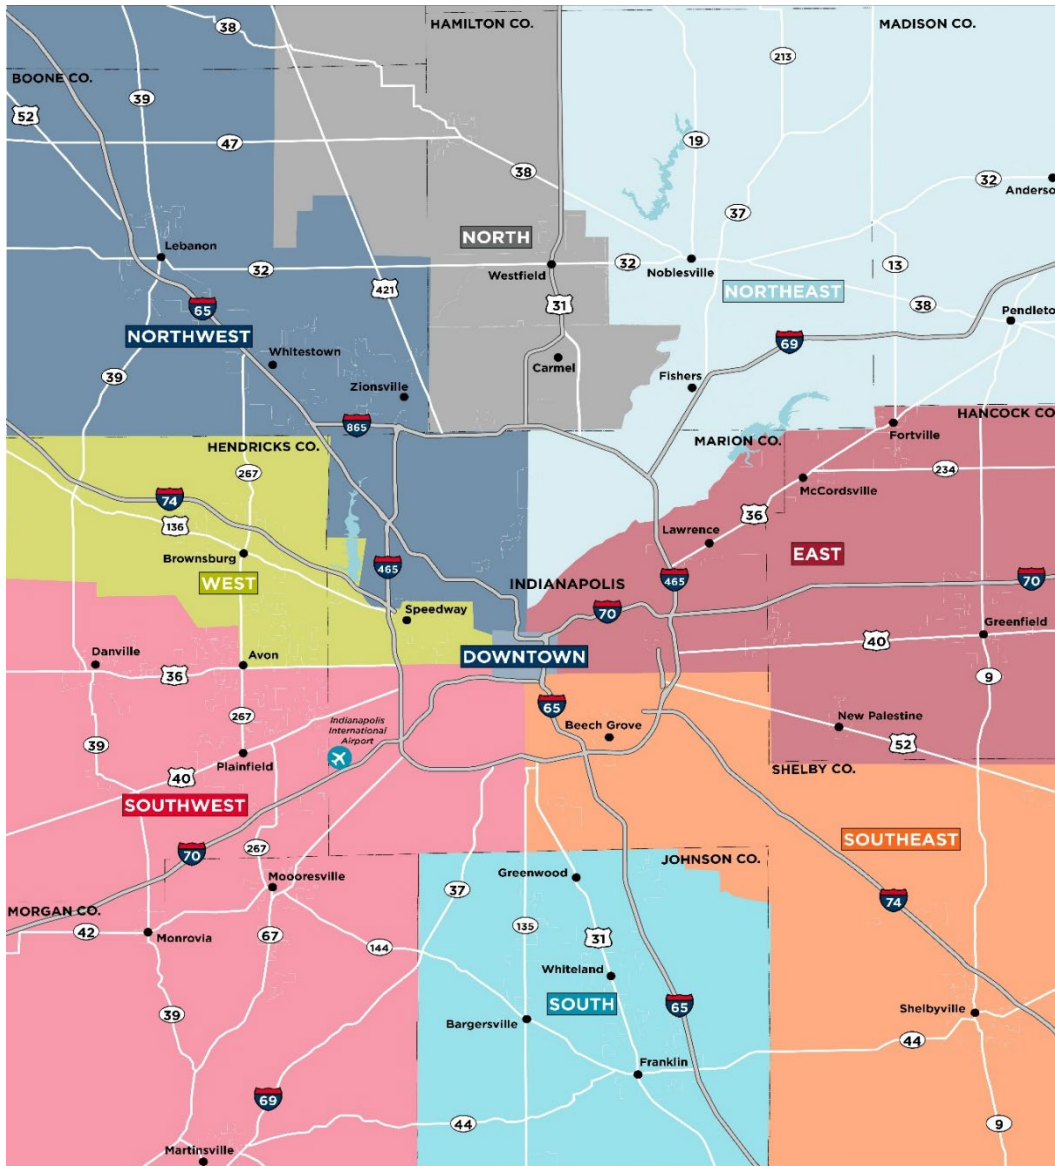 HAMILTON CO.
MADISON CO.
38
213
BOONE CO.
39
52
47
19
38
32
Anderso
37
NORTH
Lebanon
32
Westfield
32
Noblesville
13
NORTHEAST
421
31
38
65
Pendleto
NORTHWEST
69
Whitestown
Carmel
39
Zionsville
Fishers
HANCOCK CO
865
Fortville
HENDRICKS CO.
MARION CO.
267
234
McCordsville
74
136
36
Lawrence
Brownsburg
EAST
465
INDIANAPOLIS
465
70
WEST
70
Speedway
Greenfield
40
Danville
Avon
DOWNTOWN
36
9
65
267
Indianapolis
International
Airport
Beech Grove
New Palestine
39
52
Plainfield
40
SHELBY CO.
SOUTHWEST
SOUTHEAST
70
267
JOHNSON CO.
Greenwood
Moooresville
37
74
MORGAN CO.
42
Monrovia
67
144
135
31
Whiteland
SOUTH
65
39
Bargersville
Shelbyville
44
Franklin
69
44
9
Martinsville